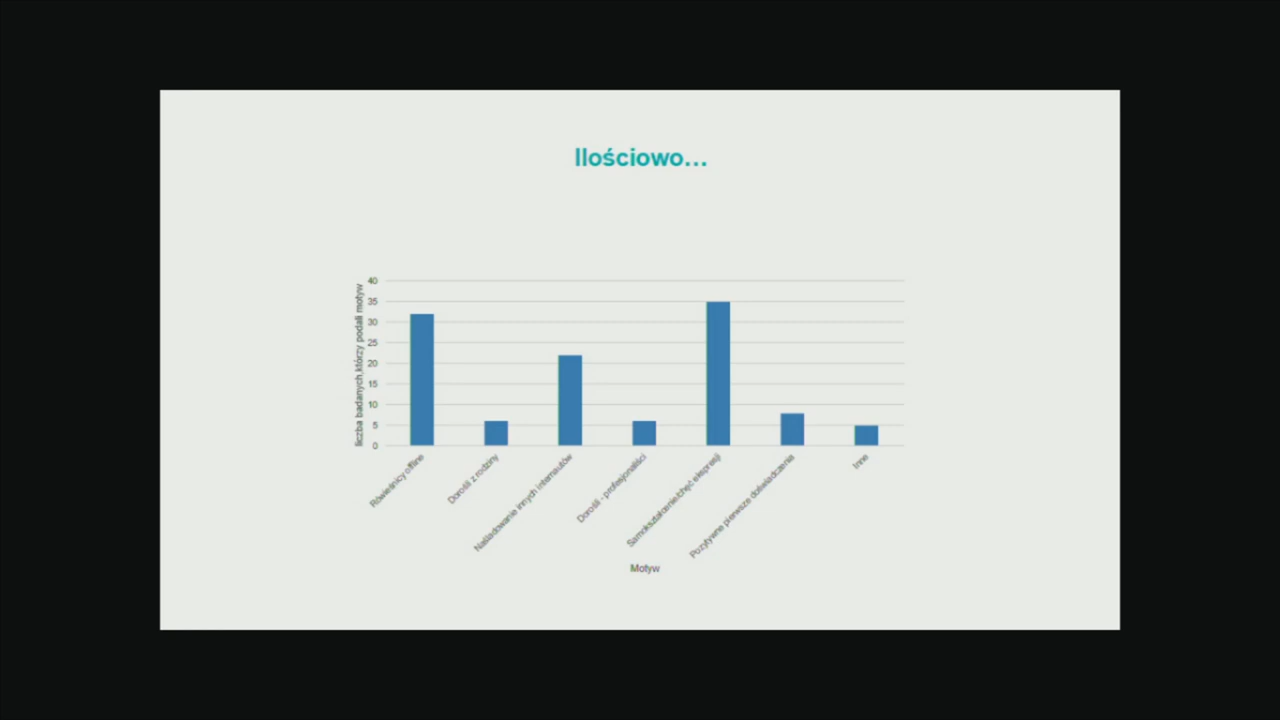 Ilościowo...
liczba badanych,którzy podali motyw
40
35
30
25
20
15
10
5
0
Rówieśnicy offline
Dorośli z rodziny
Naśladowanie innych internautów
Dorośli - profesjonaliści
Samokształcenie/chęć ekspresji
Pozytywne pierwsze doświadczenia
Inne
Motyw